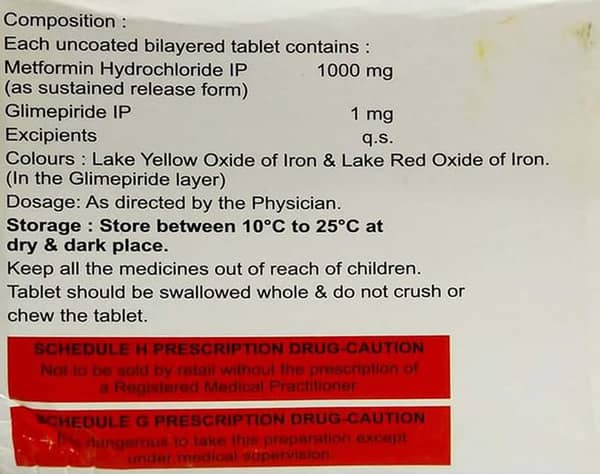 Composition :
Each uncoated bilayered tablet contains :
Metformin Hydrochloride IP 1000 mg
(as sustained release form)
Glimepiride IP 1 mg
Excipients q.s.
Colours : Lake Yellow Oxide of Iron & Lake Red Oxide of Iron.
(In the Glimepiride layer)
Dosage: As directed by the Physician.
Storage : Store between 10°C to 25°C at
dry & dark place.
Keep all the medicines out of reach of children.
Tablet should be swallowed whole & do not crush or
chew the tablet.
SCHEDULE H PRESCRIPTION DRUG-CAUTION
Not to be sold by retail without the prescription of
a Registered Medical Practitioner
SCHEDULE G PRESCRIPTION DRUG-CAUTION
It is dangerous to take this preparation except
under medical supervision.